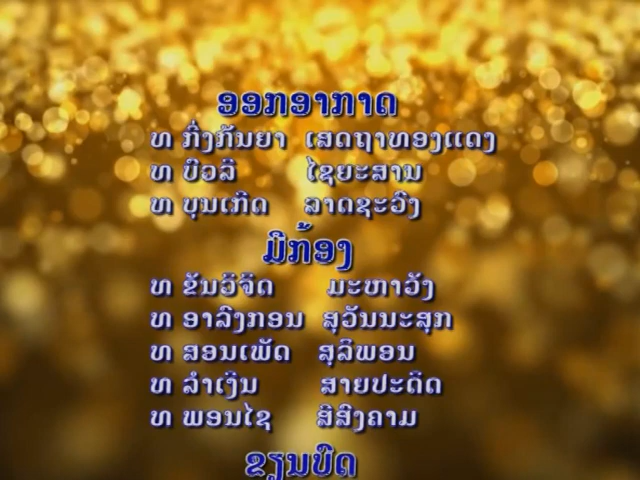 ອອກອາກາດ
ທ ກິ່ງກັນຍາ ເສດຖາທອງແດງ
ທ ບົວລີ ໄຊຍະສານ
ທ ບຸນເກີດ ລາດຊະວົງ
ມືກ້ອງ
ທ ຂັນວິຈິດ ມະຫາວັງ
ທ ອາລົງກອນ ສຸວັນນະສຸກ
ທ ສອນເພັດ ສຸລິພອນ
ທ ລຳເງິນ ສາຍປະດິດ
ທ ພອນໄຊ ສີສົງຄາມ
ຂຽນບົດ